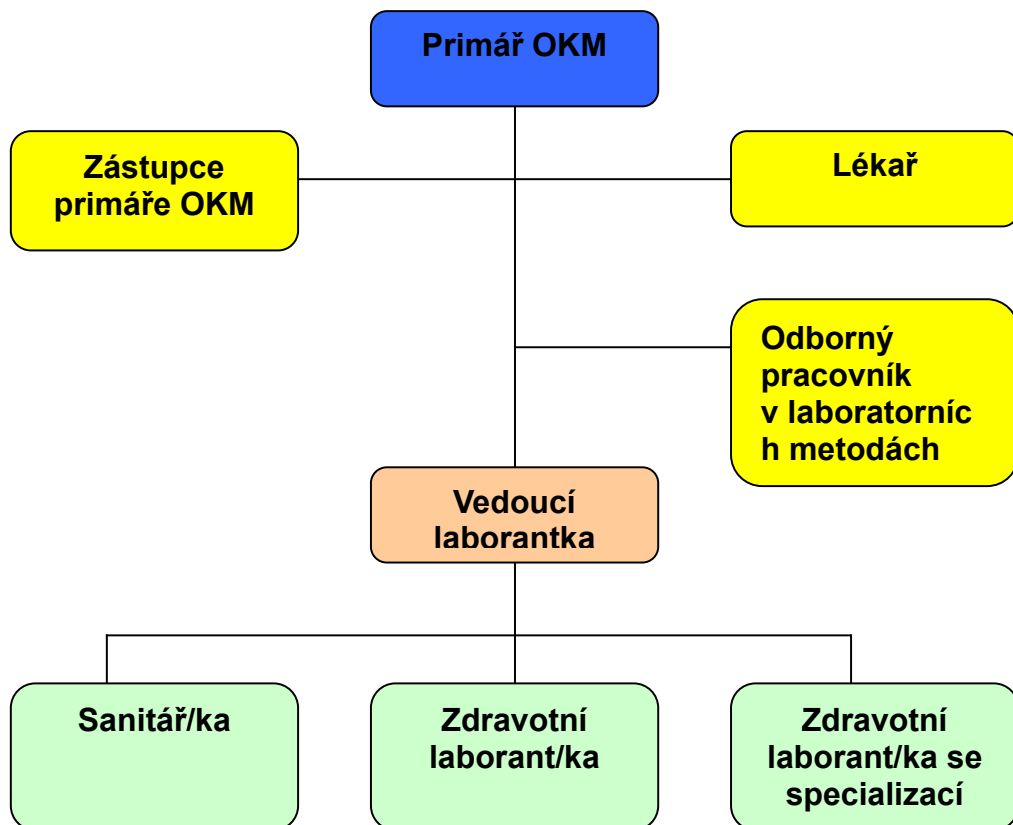 Primář OKM
Zástupce
primáře OKM
Lékař
Odborný
pracovník
v laboratorníc
h metodách
Vedoucí
laborantka
Sanitář/ka
Zdravotní
laborant/ka
Zdravotní
laborant/ka se
specializací